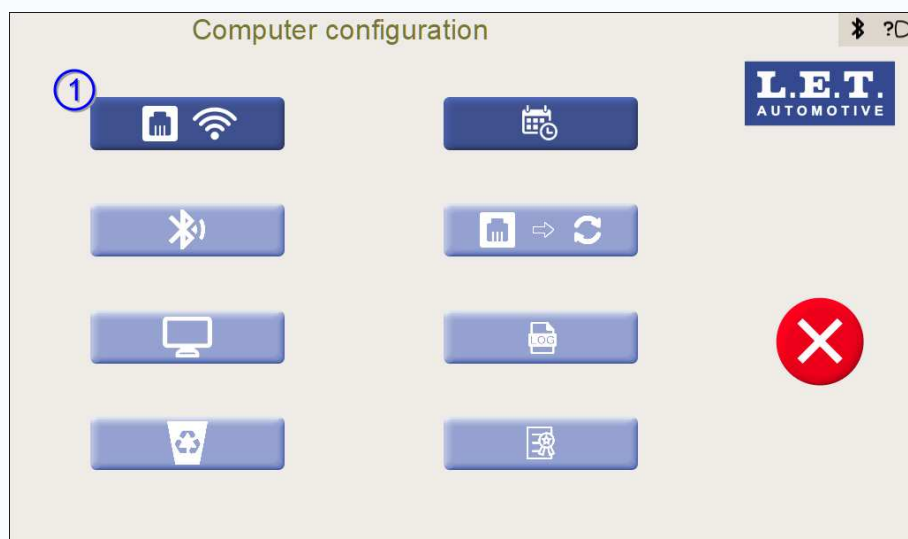 Computer configuration
?
1
L.E.T.
AUTOMOTIVE
LOG